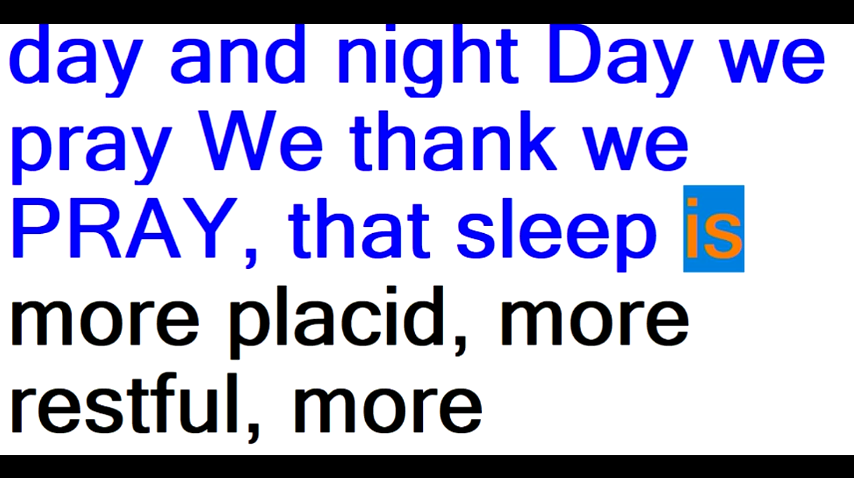 day and night Day we
pray We thank we
PRAY, that sleep is
more placid, more
restful, more